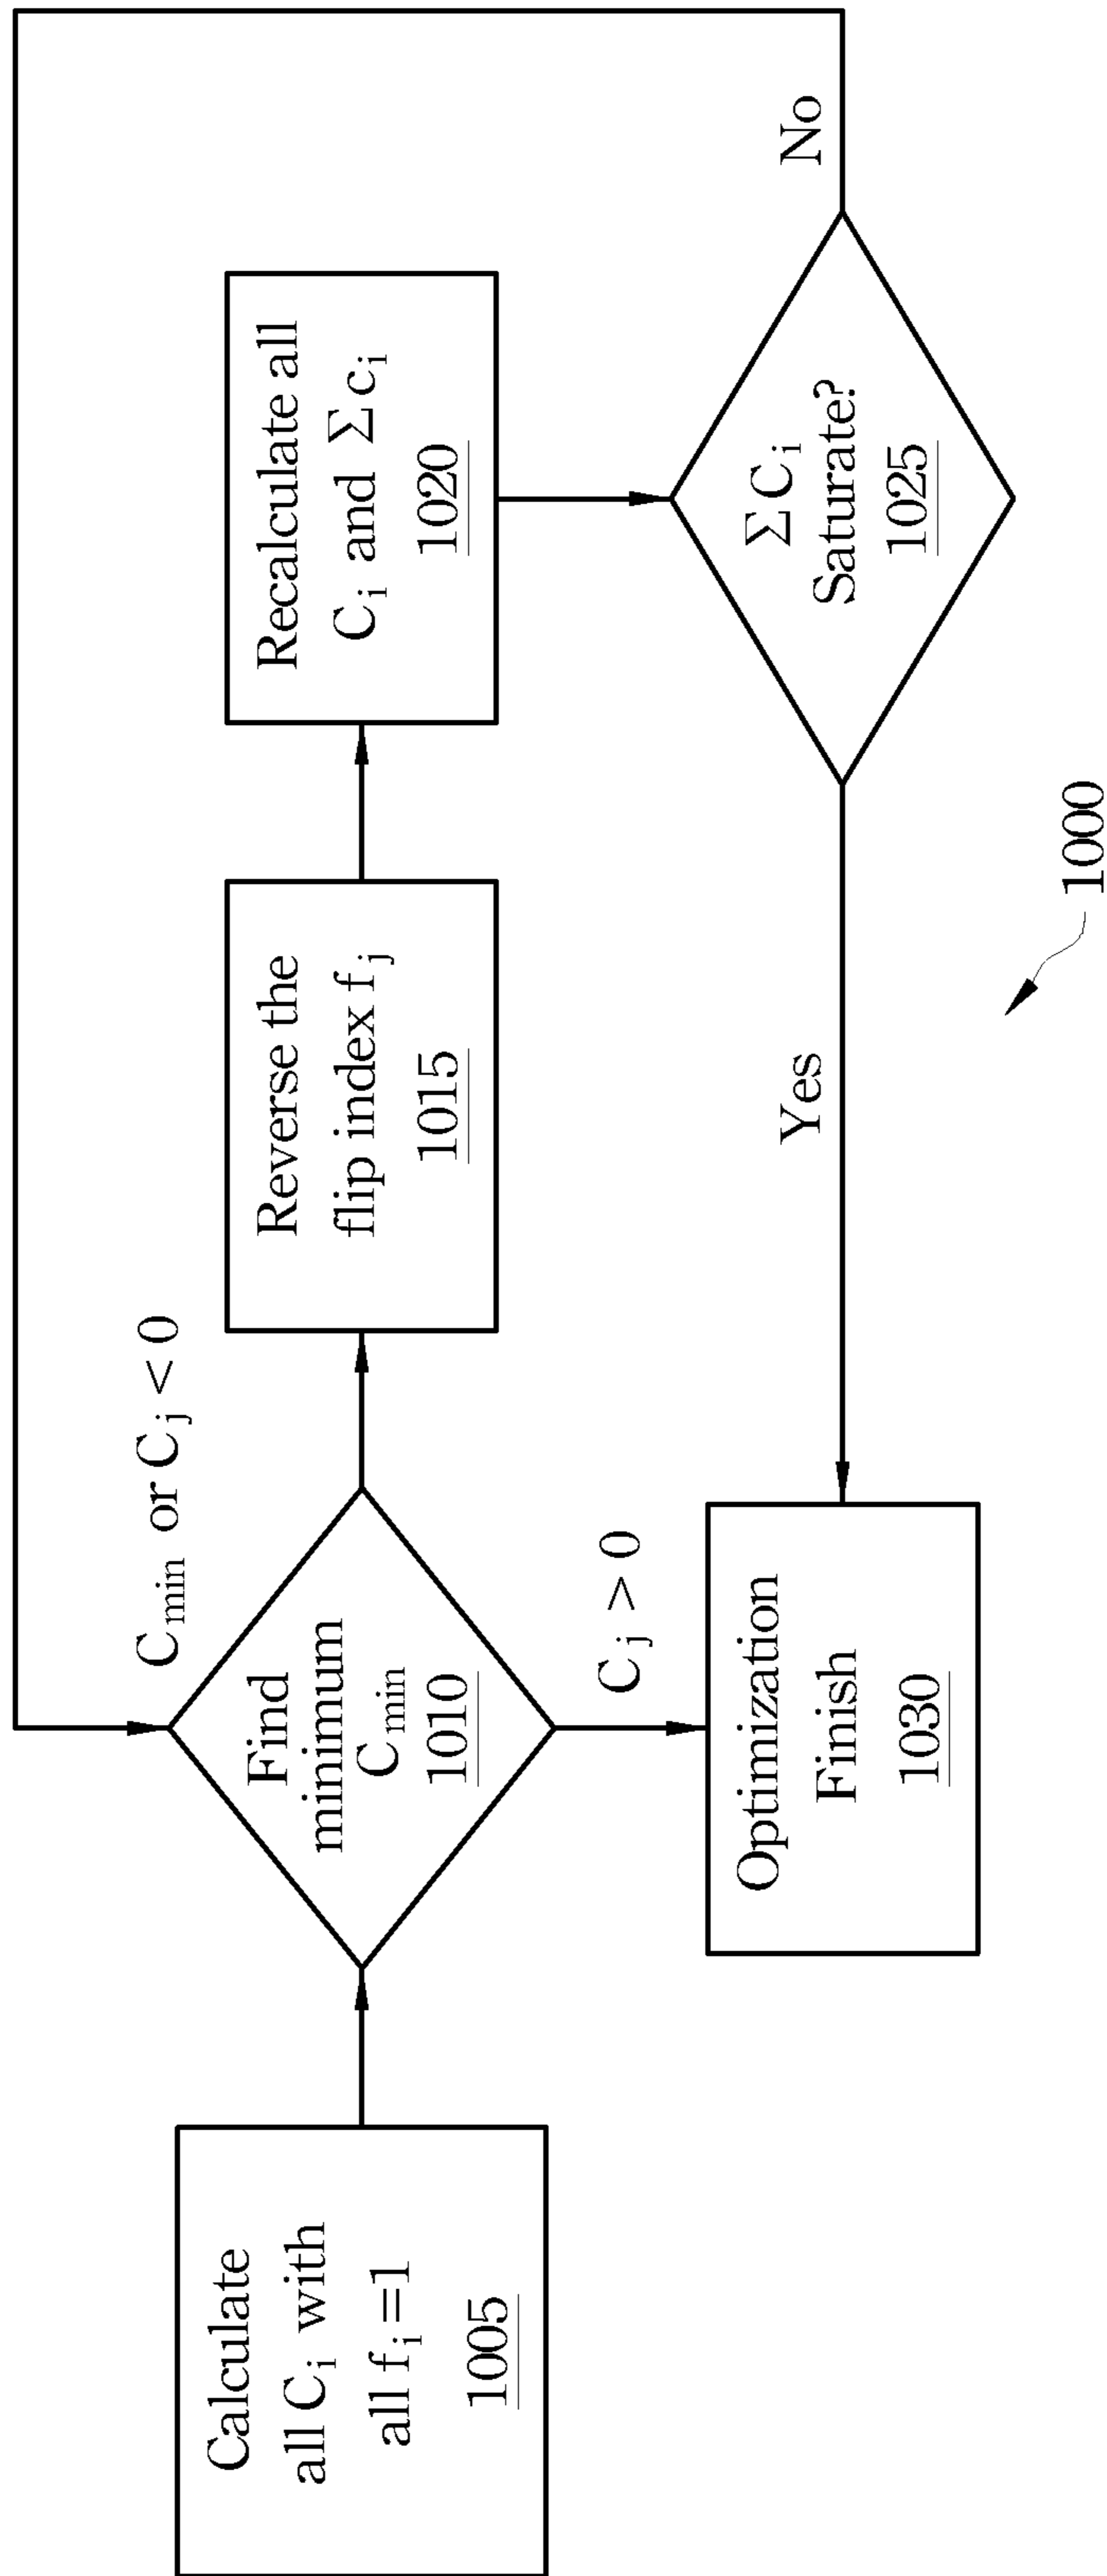 Calculate
all C_i with
all f_i=1
1005
Find
minimum
C_min
1010
C_min or C_j < 0
C_j > 0
Reverse the
flip index f_j
1015
Recalculate all
C_i and Σ c_i
1020
Σ C_i
Saturate?
1025
No
Yes
Optimization
Finish
1030
1000